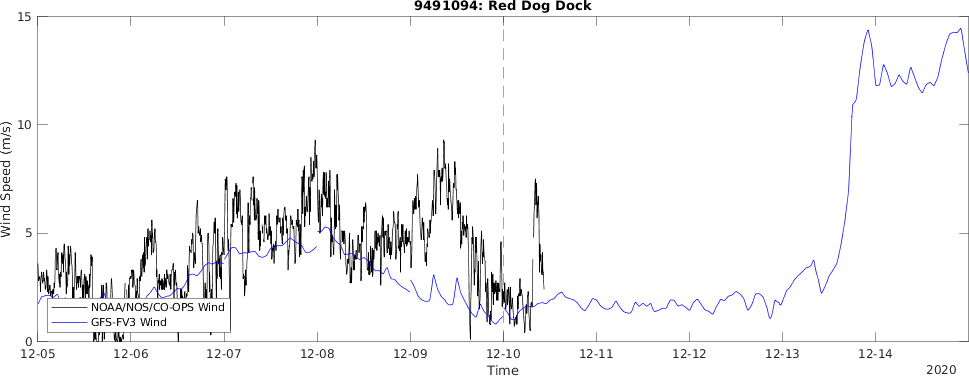 9491094: Red Dog Dock
15
10
5
0
Wind Speed (m/s)
NOAA/NOS/CO-OPS Wind
GFS-FV3 Wind
12-05 12-06 12-07 12-08 12-09 12-10 12-11 12-12 12-13 12-14
Time
2020